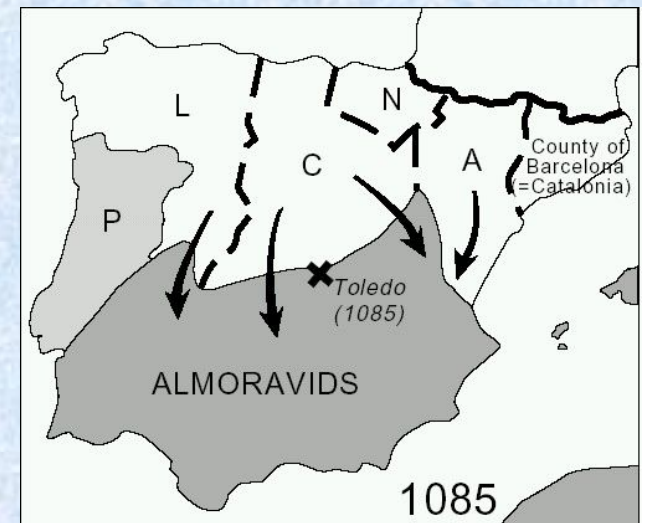 L
N
C
A
County of
Barcelona
(=Catalonia)
P
Toledo
(1085)
ALMORAVIDS
1085